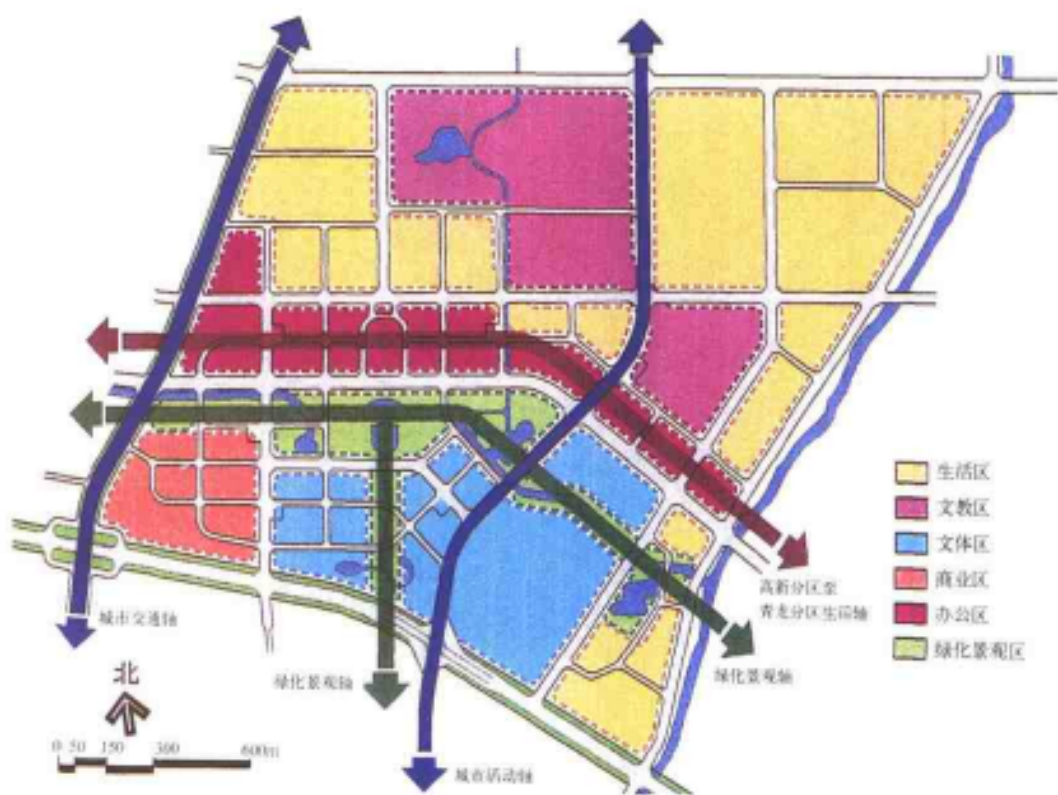 生活区
文教区
文体区
商业区
办公区
绿化景观区
高新分区至
青龙分区生活轴
城市交通轴
绿化景观轴
绿化景观轴
北
0 50 150 300 600m
城市活动轴